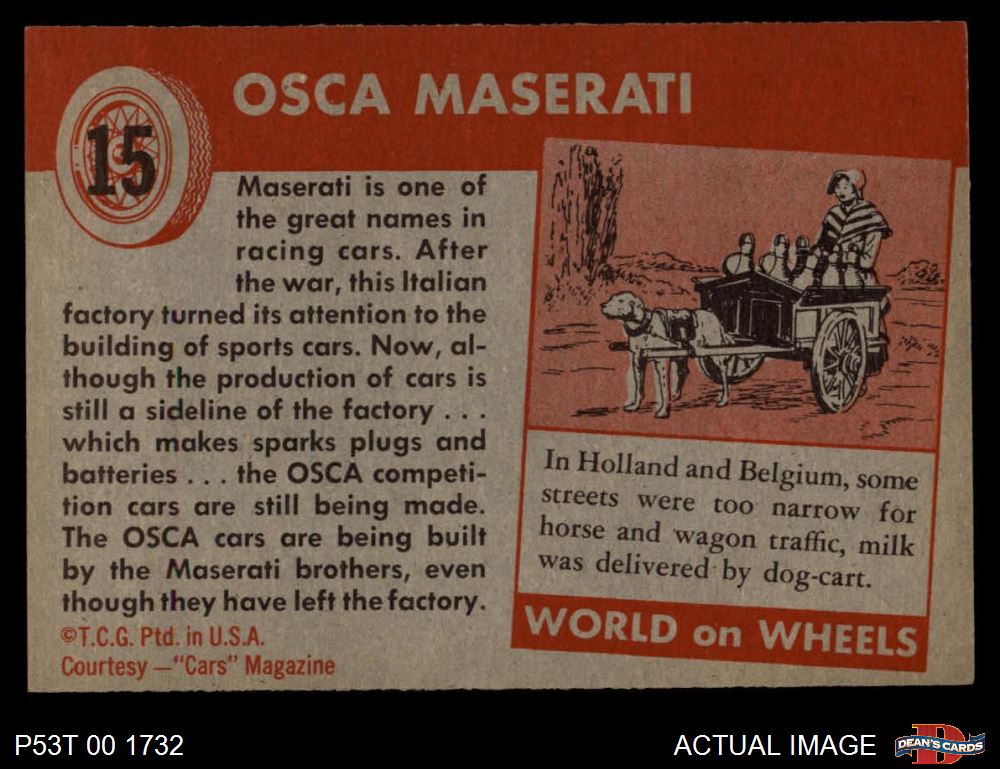 15
OSCA MASERATI
Maserati is one of
the great names in
racing cars. After
the war, this Italian
factory turned its attention to the
building of sports cars. Now, al-
though the production of cars is
still a sideline of the factory . . .
which makes sparks plugs and
batteries . . . the OSCA competi-
tion cars are still being made.
The OSCA cars are being built
by the Maserati brothers, even
though they have left the factory.
©T.C.G. Ptd. in U.S.A.
Courtesy —"Cars" Magazine
In Holland and Belgium, some
streets were too narrow for
horse and wagon traffic, milk
was delivered by dog-cart.
WORLD on WHEELS
P53T 00 1732
ACTUAL IMAGE
D
DEAN'S CARDS